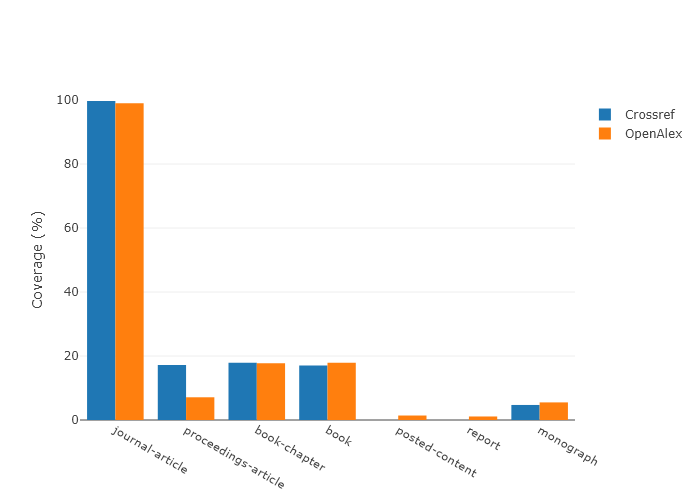 100
80
60
40
20
0
Coverage (%)
journal-article
proceedings-article
book-chapter
book
posted-content
report
monograph
Crossref
OpenAlex